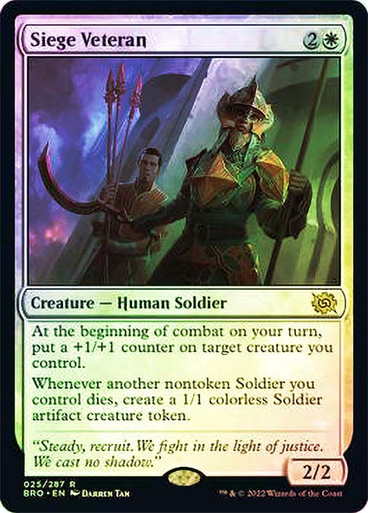 Siege Veteran 2
Creature — Human Soldier
At the beginning of combat on your turn,
put a +1/+1 counter on target creature you
control.
Whenever another nontoken Soldier you
control dies, create a 1/1 colorless Soldier
artifact creature token.
“Steady, recruit. We fight in the light of justice.
We cast no shadow.”
2/2
025/287 R
BRO • EN Darren Tan
™ & © 2022 Wizards of the Coast